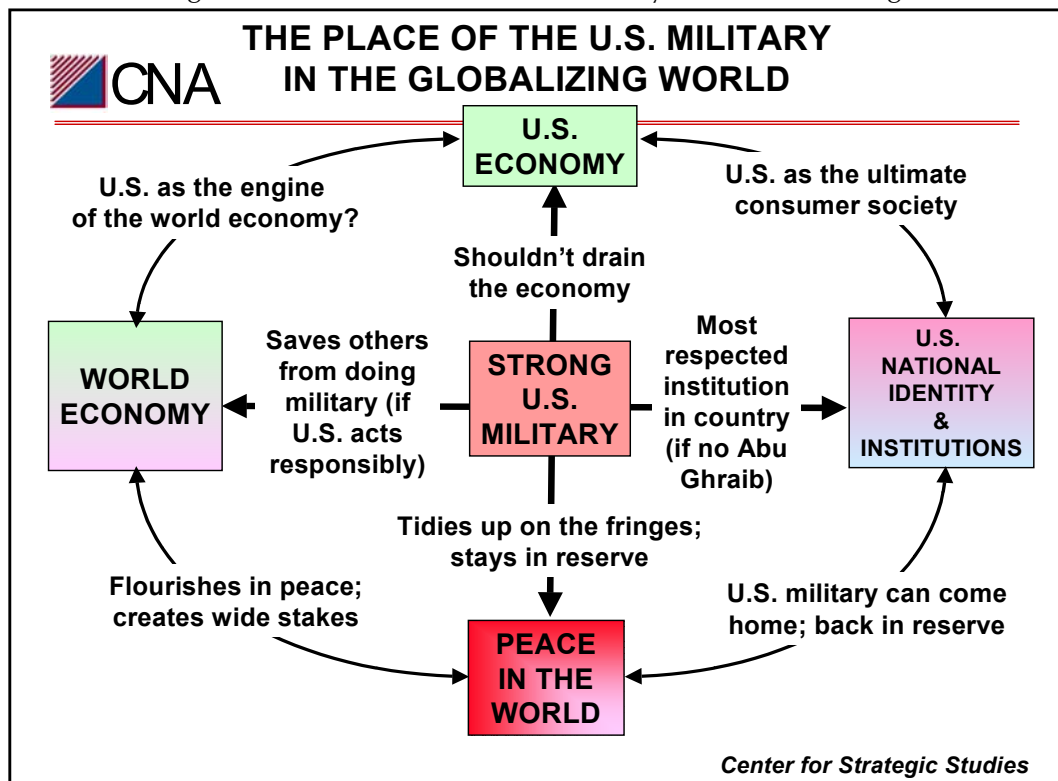 THE PLACE OF THE U.S. MILITARY
IN THE GLOBALIZING WORLD
CNA
U.S.
ECONOMY
U.S. as the engine
of the world economy?
U.S. as the ultimate
consumer society
Shouldn't drain
the economy
WORLD
ECONOMY
Saves others
from doing
military (if
U.S. acts
responsibly)
STRONG
U.S.
MILITARY
Most
respected
institution
in country
(if no Abu
Ghraib)
U.S.
NATIONAL
IDENTITY
&
INSTITUTIONS
Tidies up on the fringes;
stays in reserve
Flourishes in peace;
creates wide stakes
U.S. military can come
home; back in reserve
PEACE
IN THE
WORLD
Center for Strategic Studies